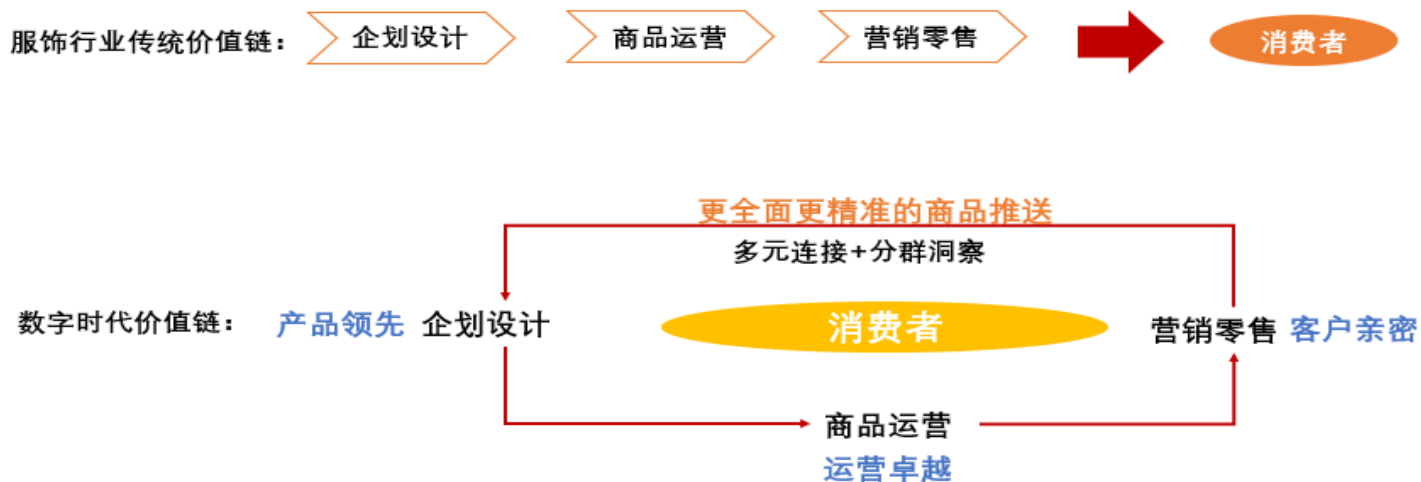 服饰行业传统价值链：
企划设计
商品运营
营销零售
消费者
更全面更精准的商品推送
多元连接+分群洞察
数字时代价值链：
产品领先 企划设计
消费者
营销零售 客户亲密
商品运营
运营卓越